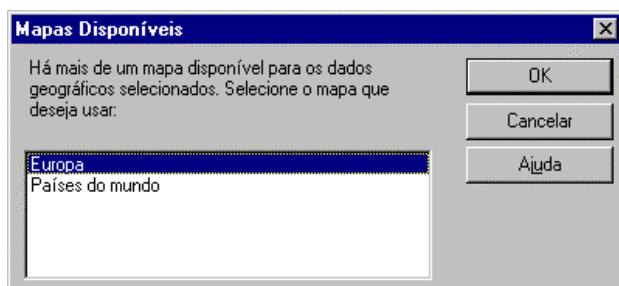 Mapas Disponíveis
Há mais de um mapa disponível para os dados
geográficos selecionados. Selecione o mapa que
deseja usar:
OK
Cancelar
Ajuda
Europa
Países do mundo